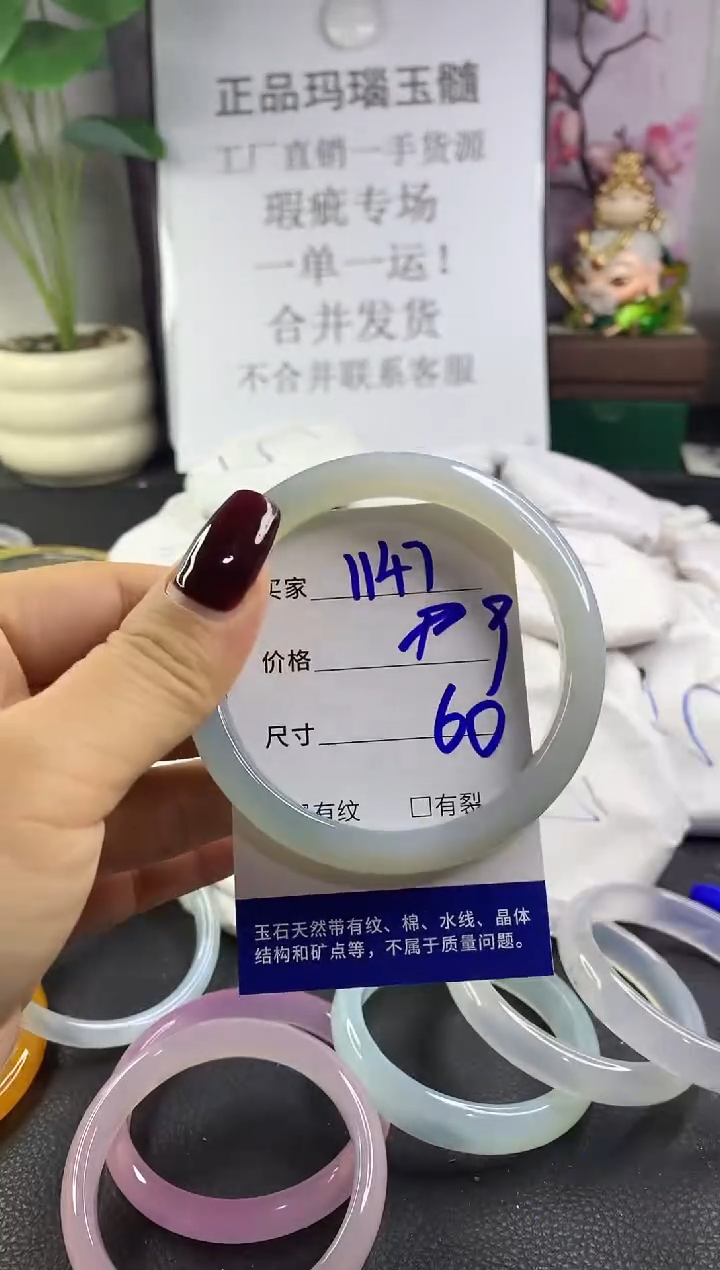 正品玛瑙玉髓
工厂直销一手货源
瑕疵专场
一单一运！
合并发货
不合并联系客服
买家 1147
价格
尺寸 60
有纹 □有裂
玉石天然带有纹、棉、水线、晶体
结构和矿点等，不属于质量问题。